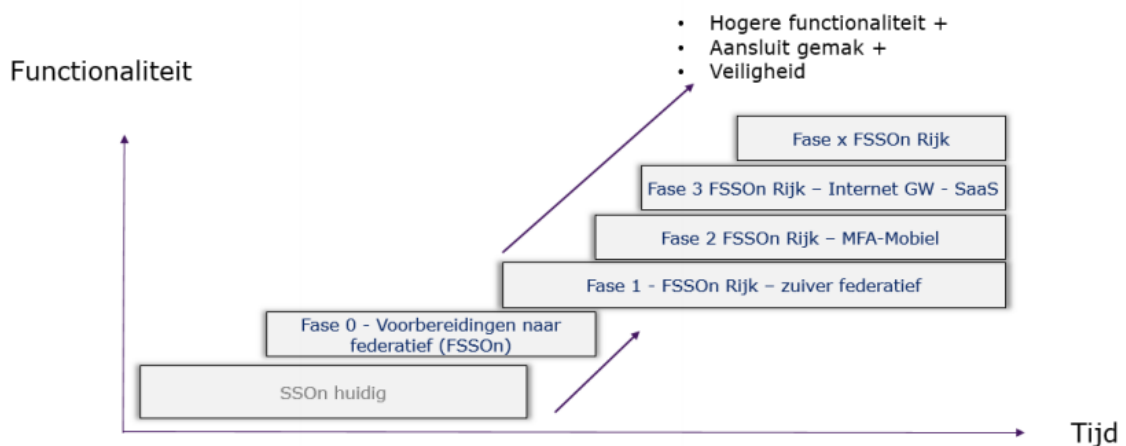 • Hogere functionaliteit +
• Aansluit gemak +
• Veiligheid
Functionaliteit
Fase x FSSOn Rijk
Fase 3 FSSOn Rijk – Internet GW - SaaS
Fase 2 FSSOn Rijk – MFA-Mobiel
Fase 1 - FSSOn Rijk – zuiver federatief
Fase 0 - Voorbereidingen naar
federatief (FSSOn)
SSOn huidig
Tijd